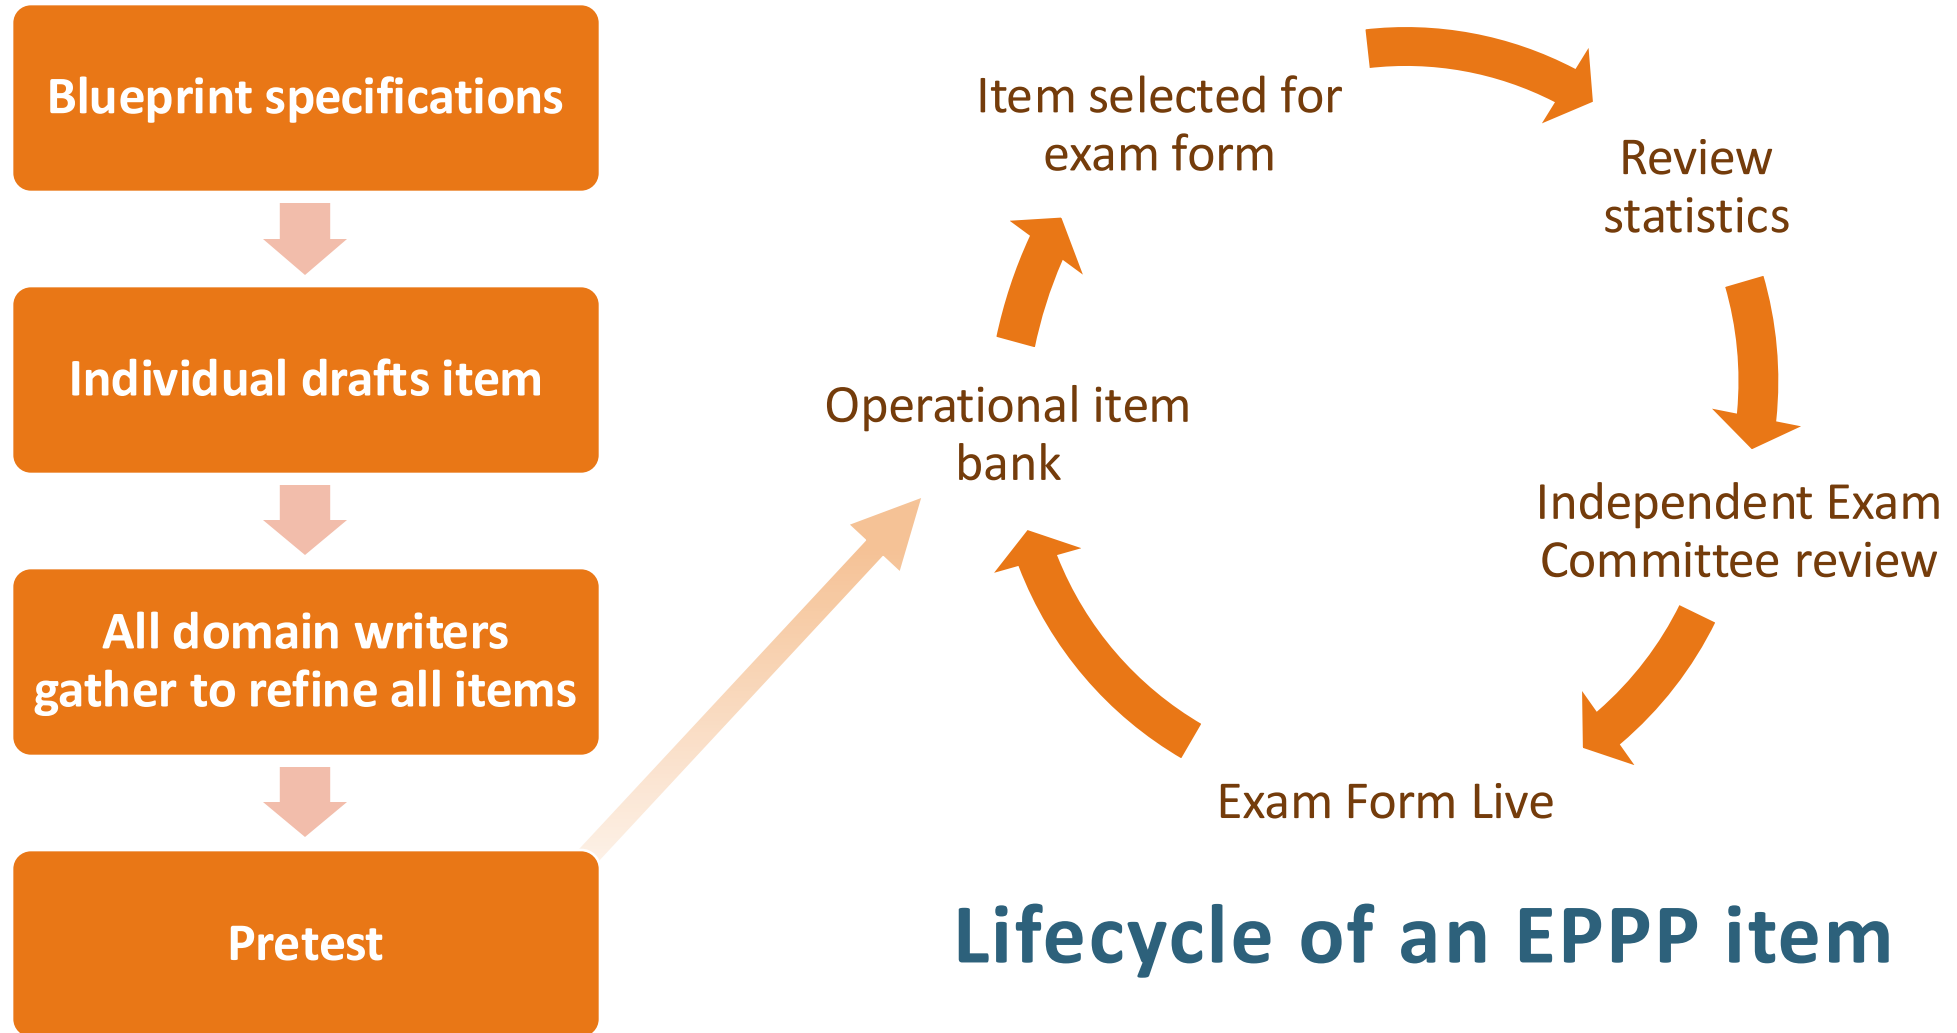 Blueprint specifications
Individual drafts item
All domain writers
gather to refine all items
Pretest
Item selected for
exam form
Review
statistics
Independent Exam
Committee review
Exam Form Live
Operational item
bank
Lifecycle of an EPPP item